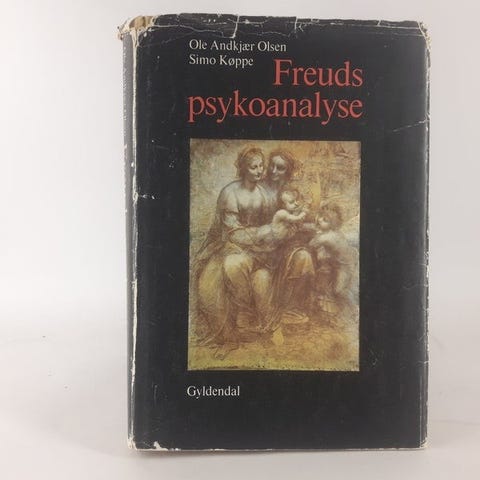 Ole Andkjær Olsen
Simo Køppe
Freuds
psykoanalyse
Gyldendal